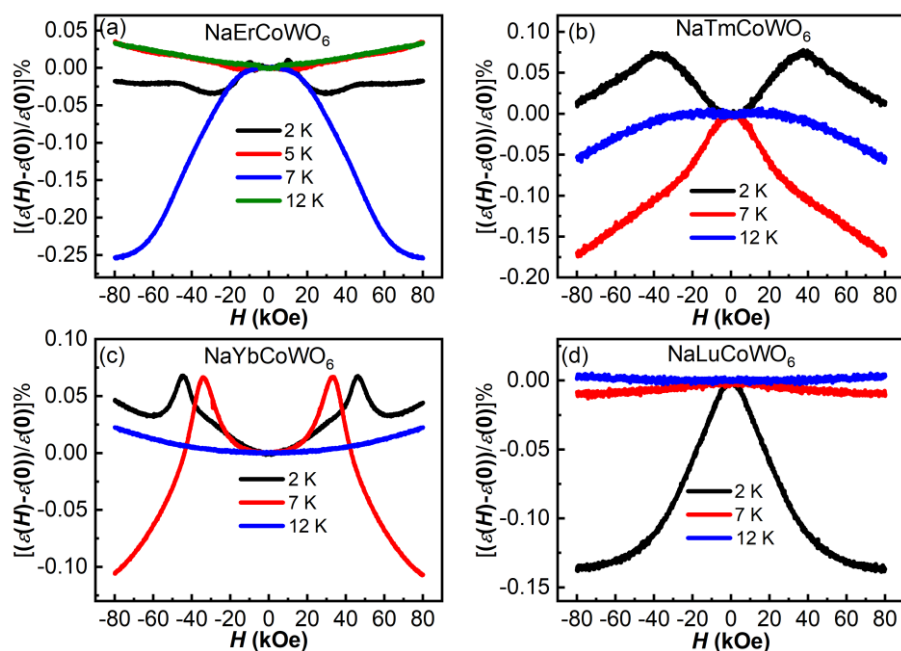 (a) NaErCoWO6
[(ε(H)-ε(0))/ε(0)]%
0.05
0.00
-0.05
-0.10
-0.15
-0.20
-0.25
2 K
5 K
7 K
12 K
-80 -60 -40 -20 0 20 40 60 80
H (kOe)
(b) NaTmCoWO6
[(ε(H)-ε(0))/ε(0)]%
0.10
0.05
0.00
-0.05
-0.10
-0.15
-0.20
2 K
7 K
12 K
-80 -60 -40 -20 0 20 40 60 80
H (kOe)
(c) NaYbCoWO6
[(ε(H)-ε(0))/ε(0)]%
0.10
0.05
0.00
0.05
-0.10
2 K
7 K
12 K
-80 -60 -40 -20 0 20 40 60 80
H (kOe)
(d) NaLuCoWO6
[(ε(H)-ε(0))/ε(0)]%
0.00
-0.05
-0.10
-0.15
2 K
7 K
12 K
-80 -60 -40 -20 0 20 40 60 80
H (kOe)